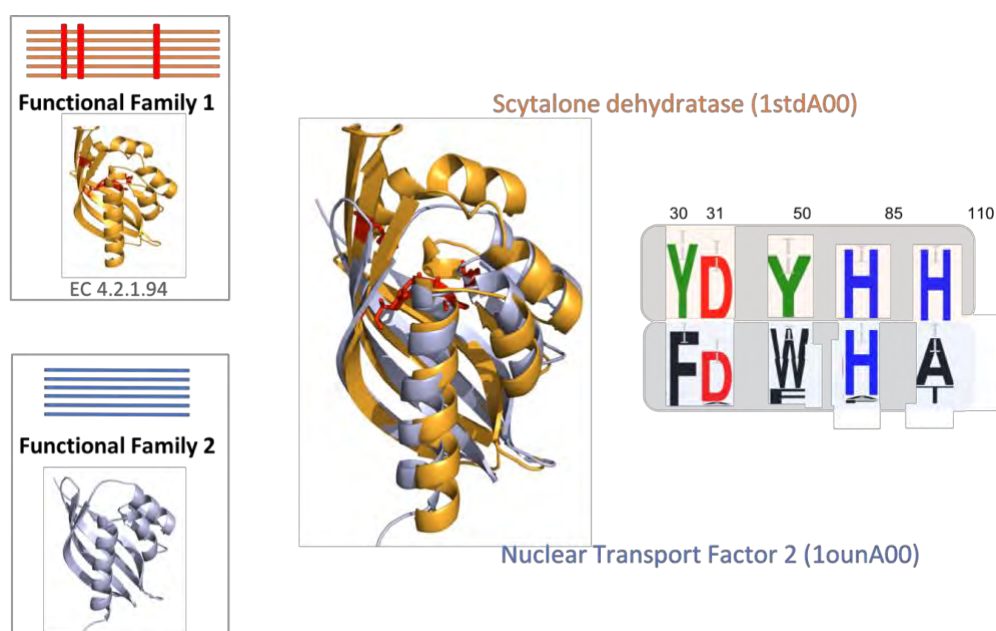 Functional Family 1
EC 4.2.1.94
Functional Family 2
Scytalone dehydratase (1stdA00)
Nuclear Transport Factor 2 (1ounA00)
30 31 50 85 110
Y D Y H H
F D W H A